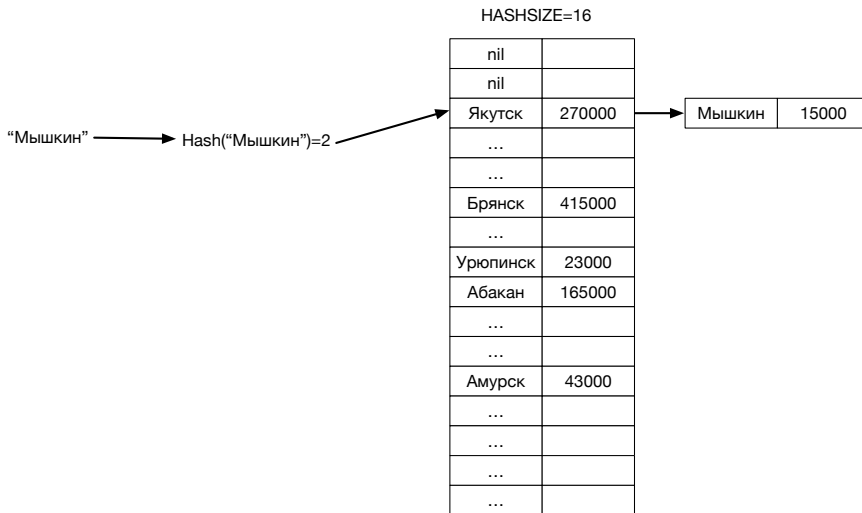 HASHSIZE=16
nil
nil
Якутск 270000
Мышкин 15000
“Мышкин”
Hash(“Мышкин”)=2
...
...
Брянск 415000
...
Урюпинск 23000
Абакан 165000
...
...
Амурск 43000
...
...
...
...